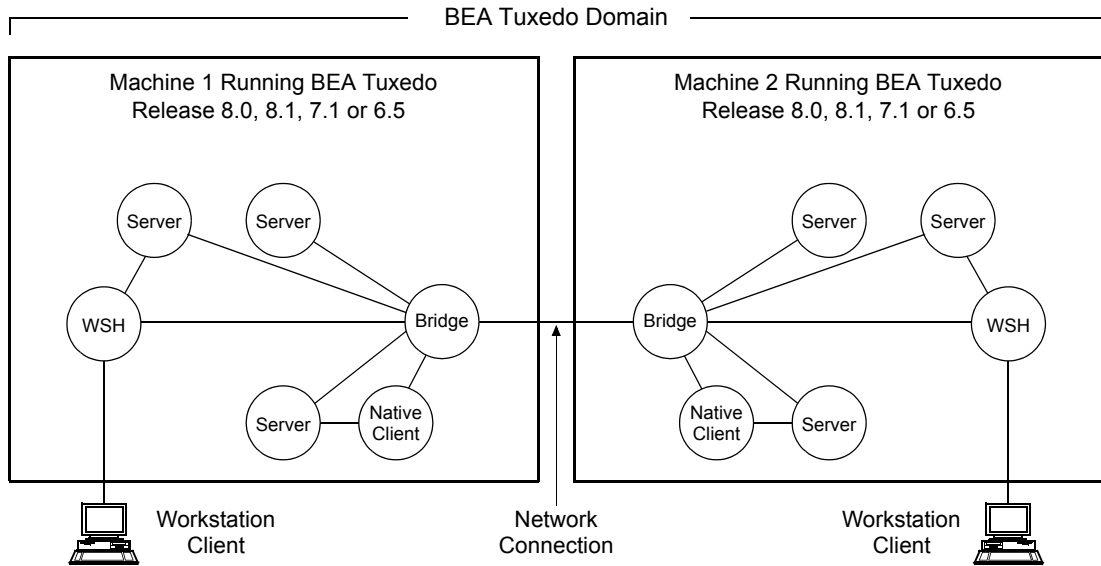 BEA Tuxedo Domain
Machine 1 Running BEA Tuxedo
Release 8.0, 8.1, 7.1 or 6.5
Machine 2 Running BEA Tuxedo
Release 8.0, 8.1, 7.1 or 6.5
Server
Server
Server
Server
WSH
Bridge
Bridge
WSH
Server
Native
Client
Native
Client
Server
Workstation
Client
Network
Connection
Workstation
Client